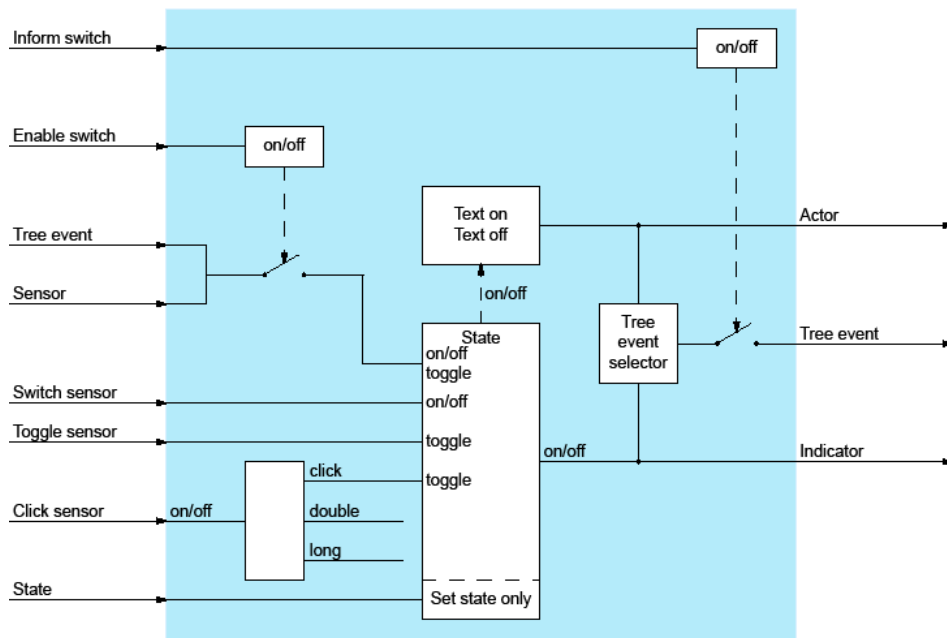 Inform switch
on/off
Enable switch
on/off
Text on
Text off
Actor
Tree event
Sensor
on/off
State
Tree
event
selector
Tree event
on/off
toggle
Switch sensor
on/off
Toggle sensor
toggle
on/off
Indicator
click
toggle
Click sensor
on/off
double
long
State
Set state only